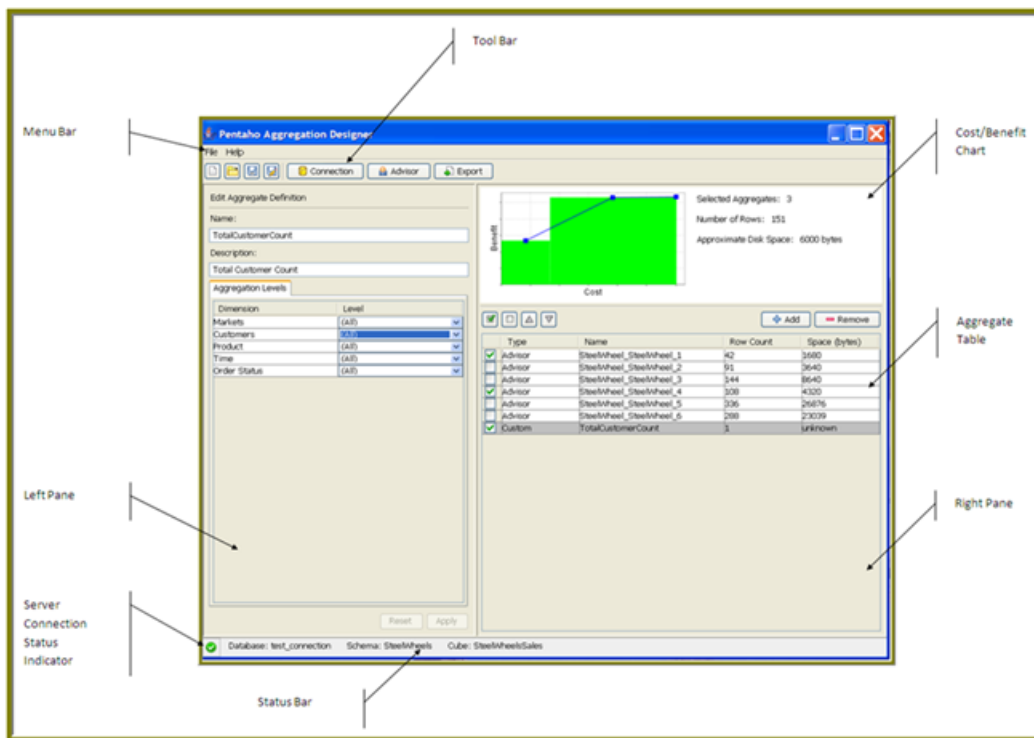 Tool Bar
Menu Bar
Cost/Benefit
Chart
Pentaho Aggregation Designer
File Help
Connection Advisor Export
Edit Aggregate Definition
Name:
TotalCustomerCount
Description:
Total Customer Count
Aggregation Levels
Dimension Level
Markets (All)
Customers (All)
Product (All)
Time (All)
Order Status (All)
Benefit
Cost
Selected Aggregates: 3
Number of Rows: 151
Approximate Disk Space: 6000 bytes
Add Remove
Type Name Row Count Space (bytes)
Advisor SteelWheel_SteelWheel_1 42 1680
Advisor SteelWheel_SteelWheel_2 91 3640
Advisor SteelWheel_SteelWheel_3 144 8640
Advisor SteelWheel_SteelWheel_4 108 4320
Advisor SteelWheel_SteelWheel_5 336 26876
Advisor SteelWheel_SteelWheel_6 288 23039
Custom TotalCustomerCount 1 unknown
Aggregate
Table
Left Pane
Right Pane
Reset Apply
Server
Connection
Status
Indicator
Database: test_connection Schema: SteelWheels Cube: SteelWheelsSales
Status Bar